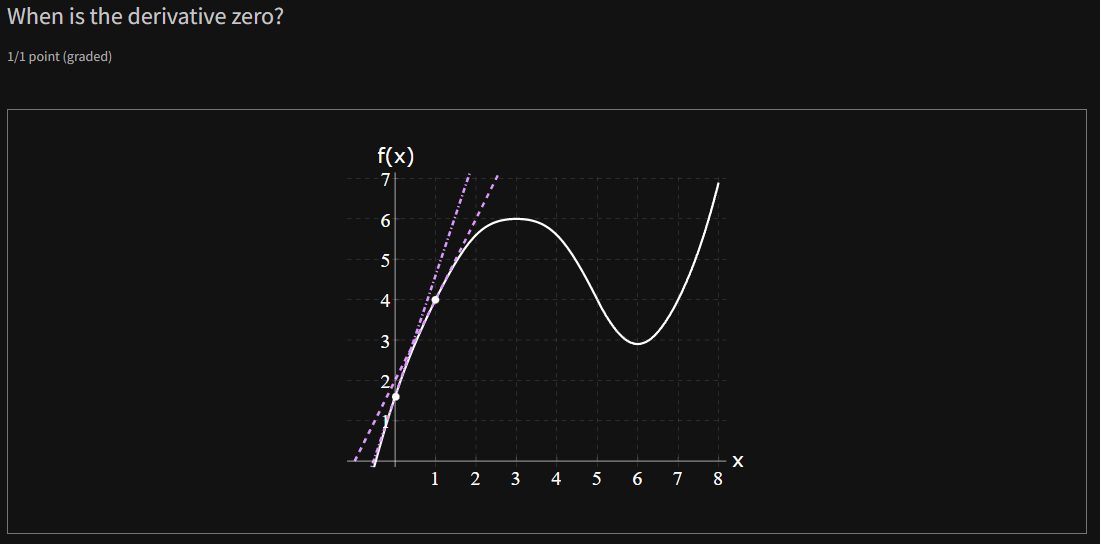 When is the derivative zero?
1/1 point (graded)
f(x)
7
6
5
4
3
2
1
x
1 2 3 4 5 6 7 8